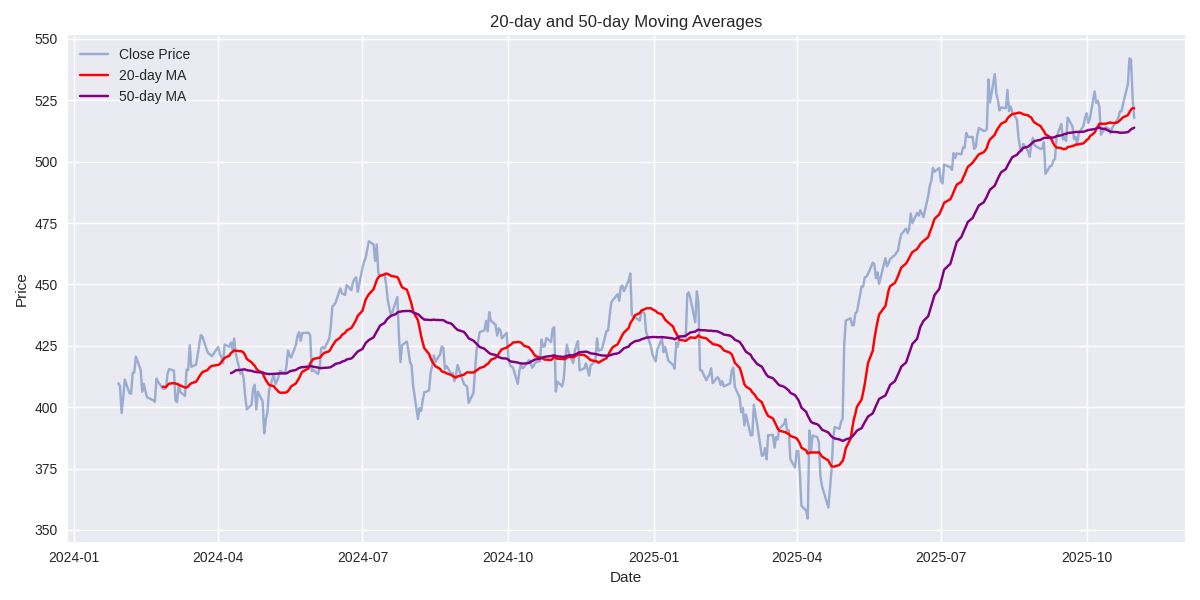 20-day and 50-day Moving Averages
Close Price
20-day MA
50-day MA
Price
550
525
500
475
450
425
400
375
350
2024-01 2024-04 2024-07 2024-10 2025-01 2025-04 2025-07 2025-10
Date